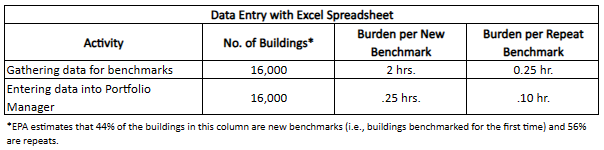 Data Entry with Excel Spreadsheet
Activity No. of Buildings* Burden per New Benchmark Burden per Repeat Benchmark
Gathering data for benchmarks 16,000 2 hrs. 0.25 hr.
Entering data into Portfolio Manager 16,000 .25 hrs. .10 hr.
*EPA estimates that 44% of the buildings in this column are new benchmarks (i.e., buildings benchmarked for the first time) and 56%
are repeats.